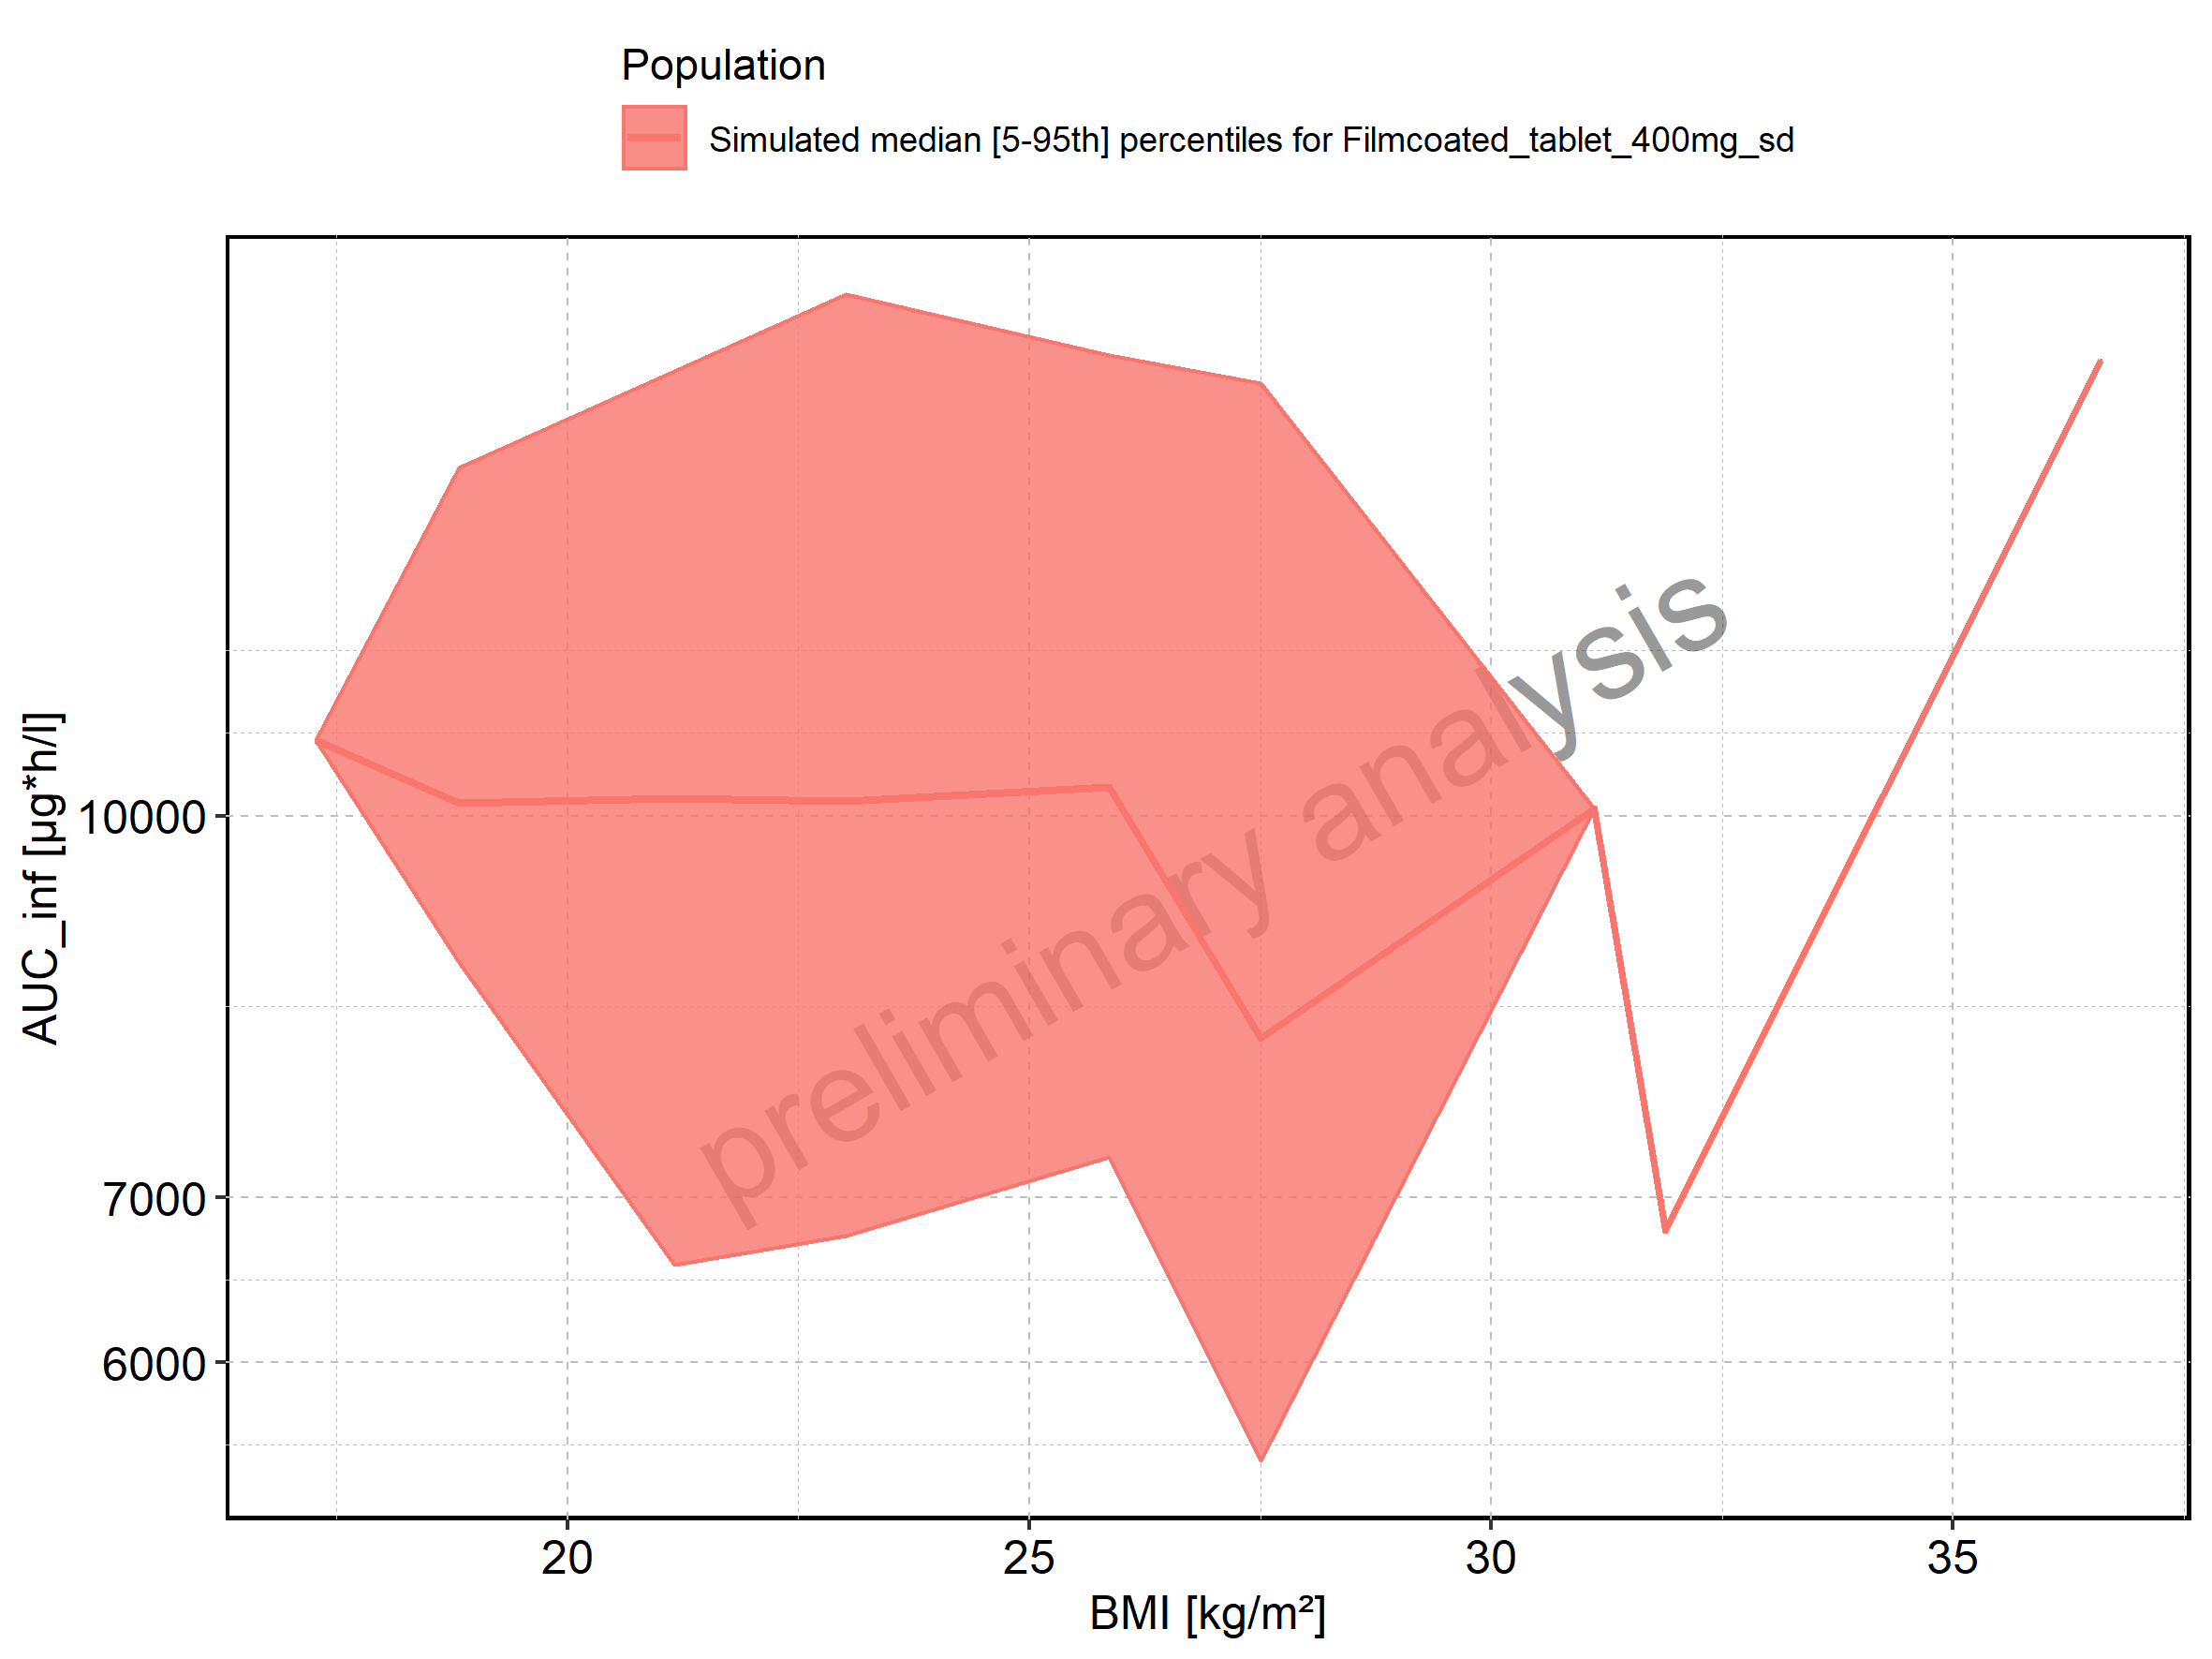 Population
Simulated median [5-95th] percentiles for Filmcoated_tablet_400mg_sd
AUC_inf [µg*h/l]
10000
7000
6000
preliminary analysis
20 25 30 35
BMI [kg/m²]